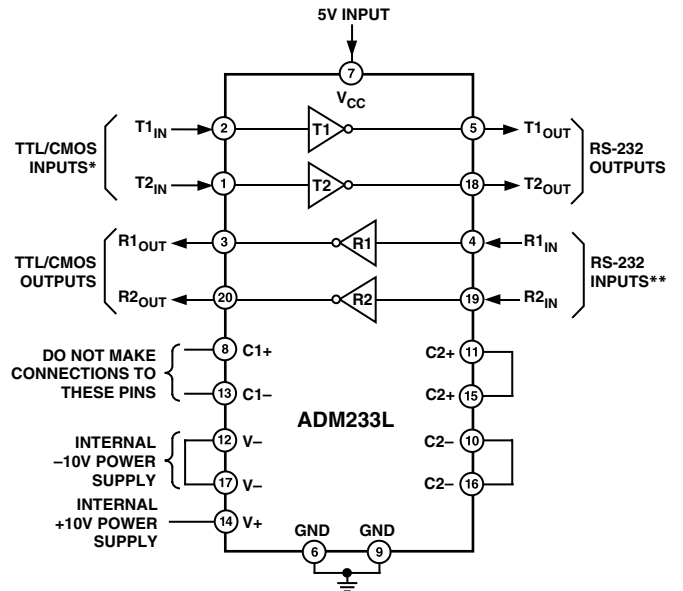 5V INPUT
7
VCC
TTL/CMOS
INPUTS*
T1IN
2
T1
5
T1OUT
RS-232
OUTPUTS
T2IN
1
T2
18
T2OUT
TTL/CMOS
OUTPUTS
R1OUT
3
R1
4
R1IN
RS-232
INPUTS**
R2OUT
20
R2
19
R2IN
DO NOT MAKE
CONNECTIONS TO
THESE PINS
8 C1+
13 C1–
C2+ 11
C2+ 15
ADM233L
INTERNAL
–10V POWER
SUPPLY
12 V–
17 V–
C2– 10
C2– 16
INTERNAL
+10V POWER
SUPPLY
14 V+
GND GND
6 9